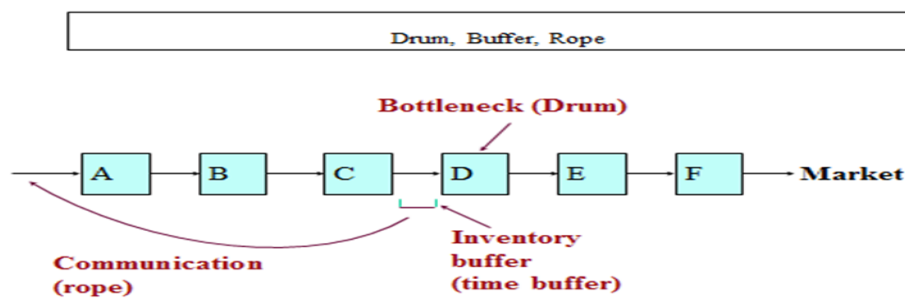 Drum, Buffer, Rope
Bottleneck (Drum)
A B C D E F Market
Inventory
buffer
(time buffer)
Communication
(rope)